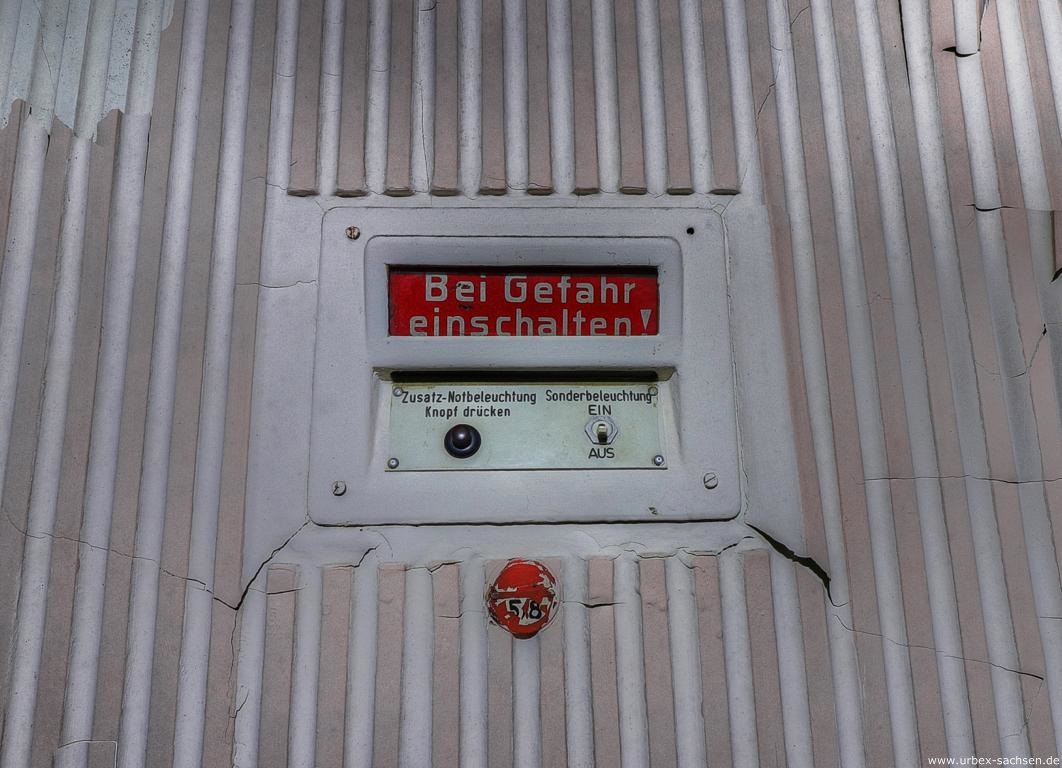 Bei Gefahr
einschalten!
Zusatz-Notbeleuchtung
Knopf drücken
Sonderbeleuchtung
EIN
AUS
58
www.urbex-sachsen.de